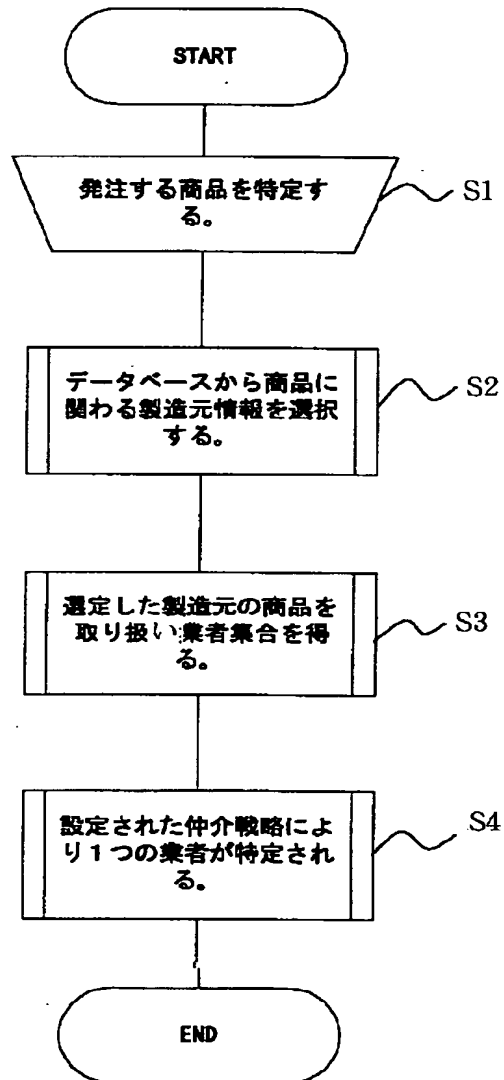 START
発注する商品を特定す
る。
S1
データベースから商品に
関わる製造元情報を選択
する。
S2
選定した製造元の商品を
取り扱い業者集合を得
る。
S3
設定された仲介戦略によ
り１つの業者が特定され
る。
S4
END